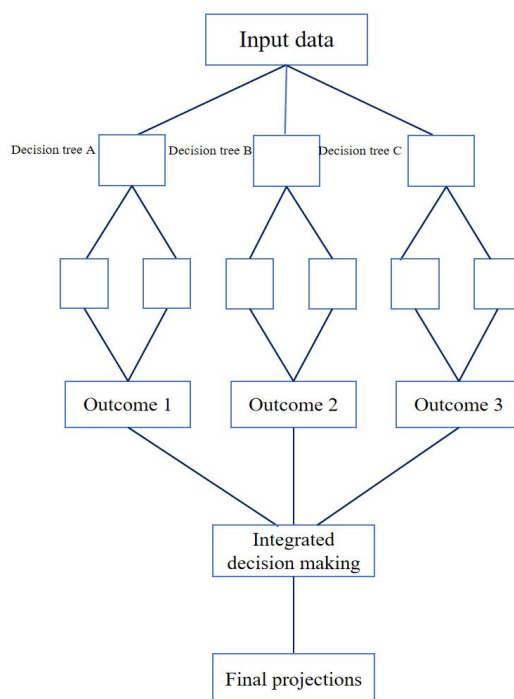 Input data
Decision tree A
Decision tree B
Decision tree C
Outcome 1
Outcome 2
Outcome 3
Integrated
decision making
Final projections